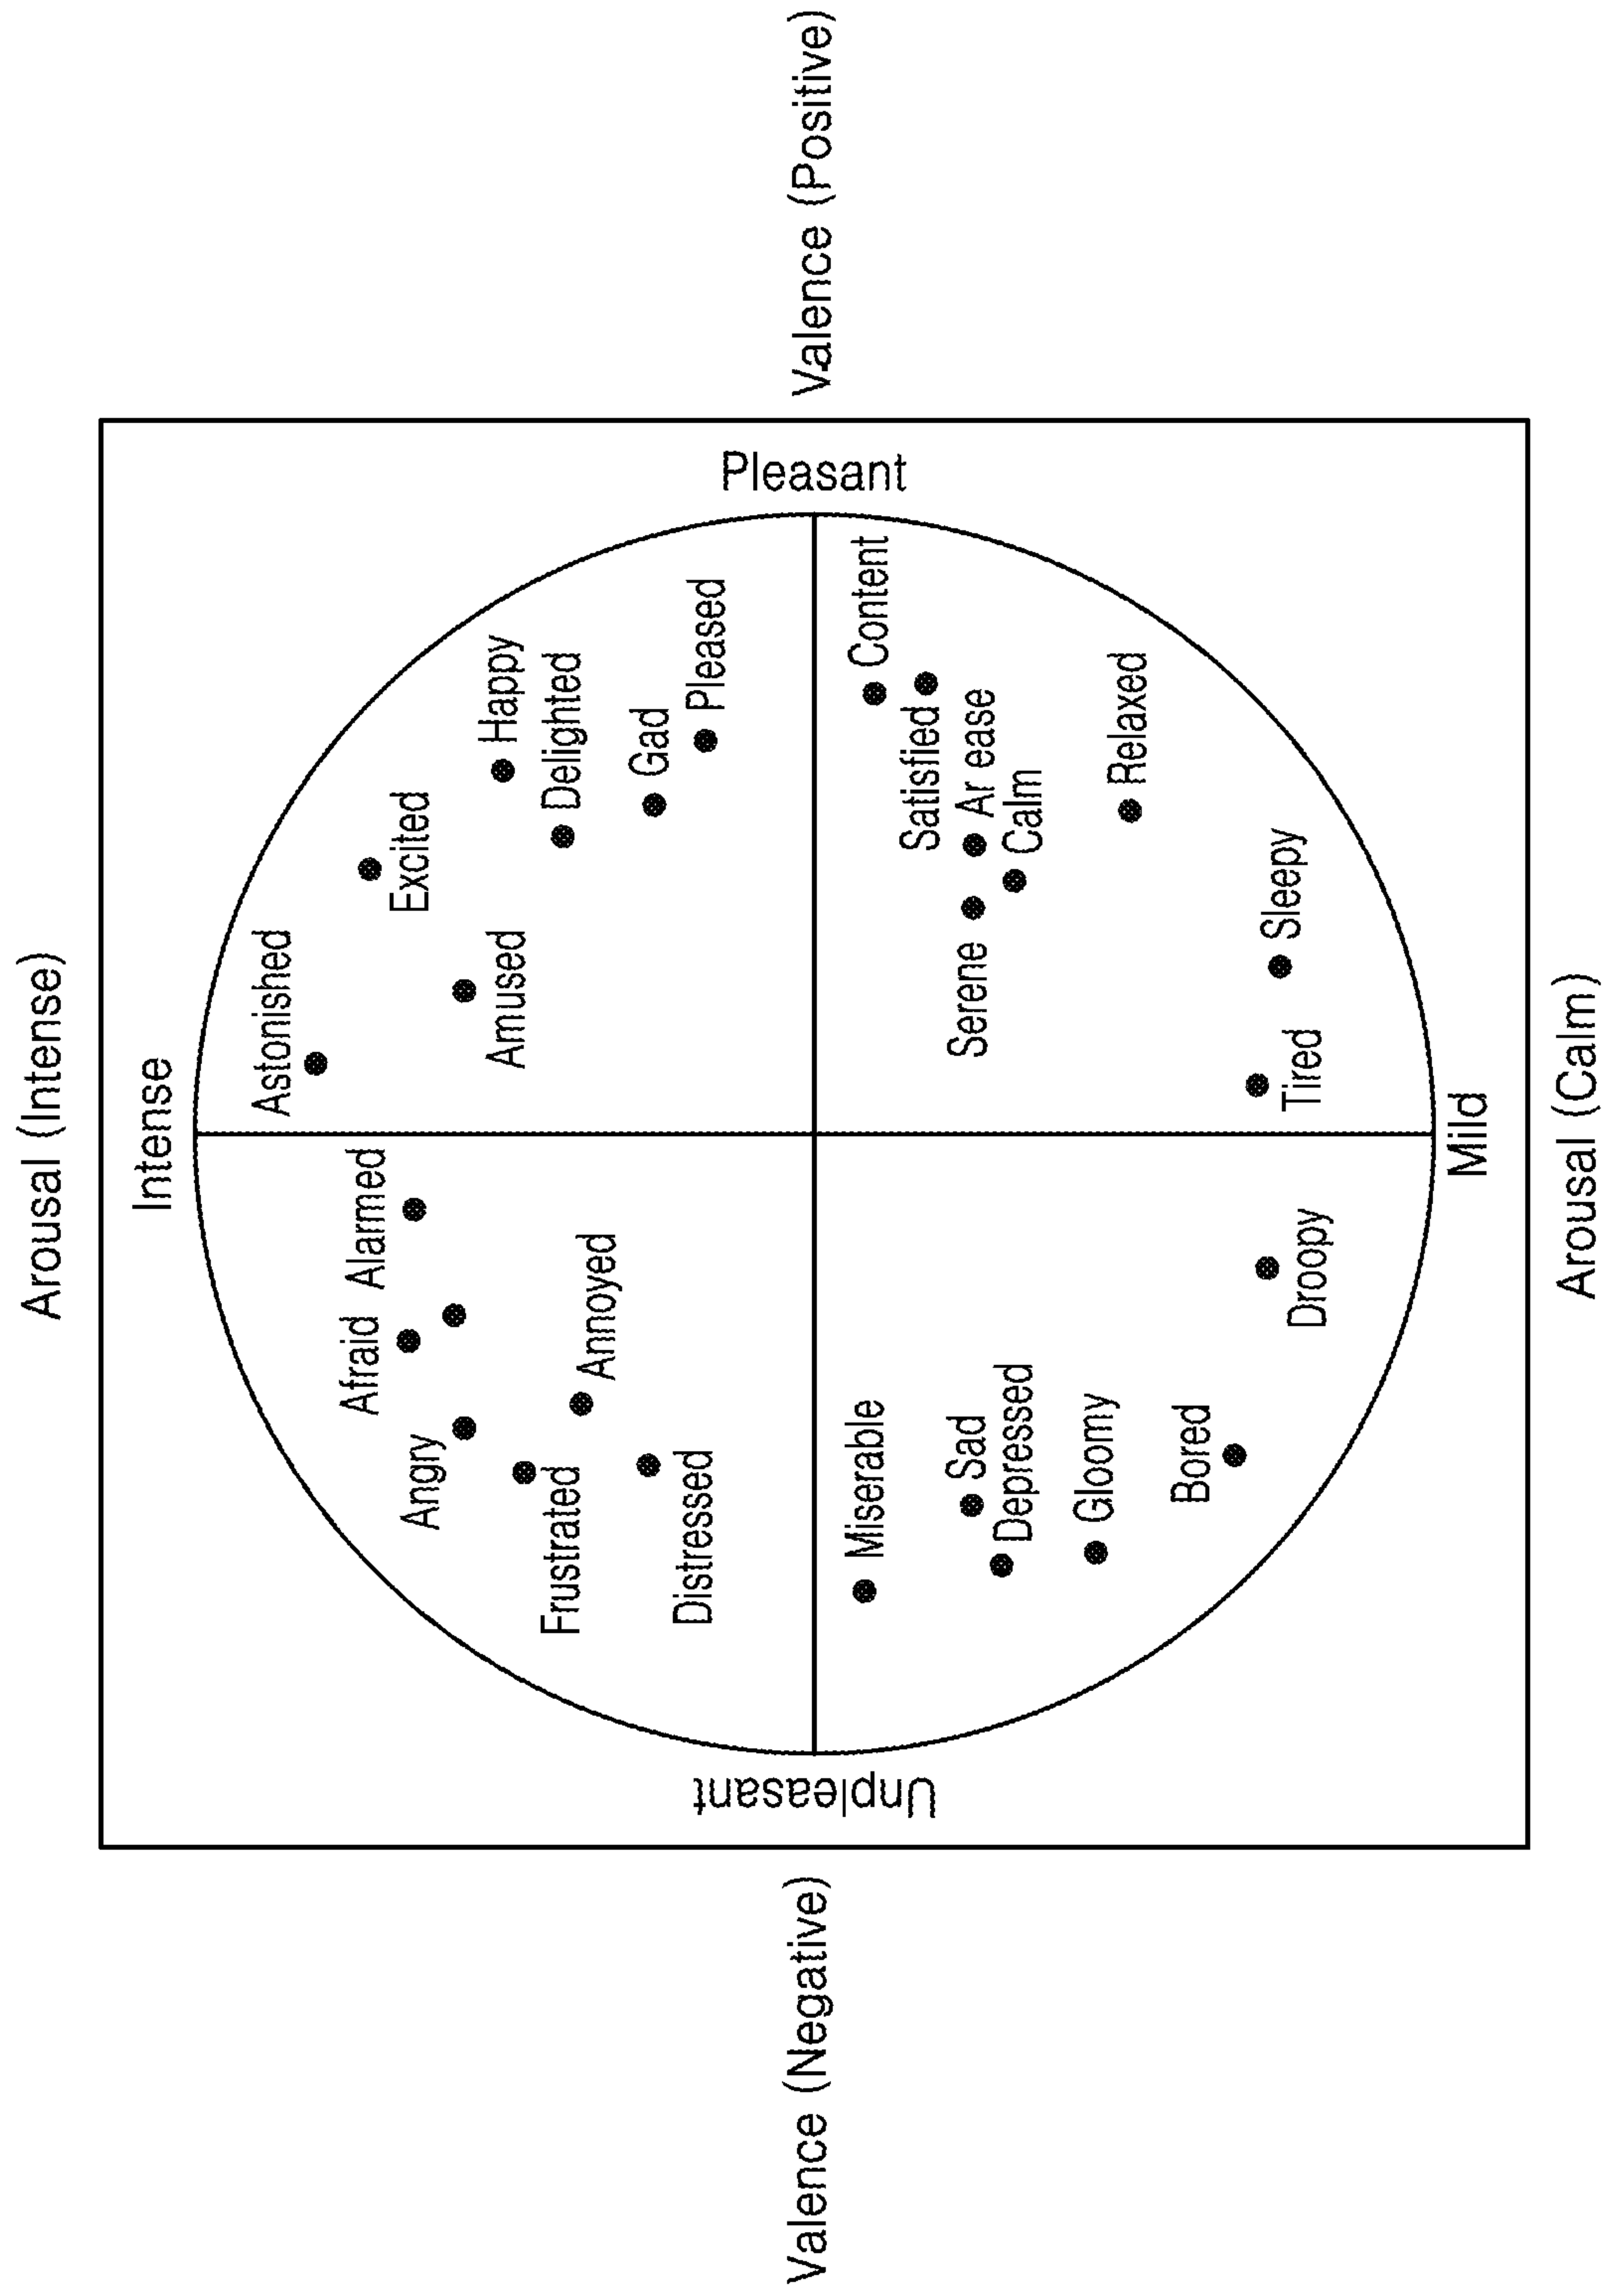 Arousal (Intense)
Intense
Astonished
Excited
Alarmed
Afraid
Amused
Happy
Angry
Delighted
Annoyed
Frustrated
Gad
Distressed
Pleased
Valence (Negative)
Unpleasant
Pleasant
Valence (Positive)
Miserable
Content
Satisfied
Sad
Serene
Ar ease
Depressed
Calm
Gloomy
Relaxed
Bored
Sleepy
Droopy
Tired
Mild
Arousal (Calm)